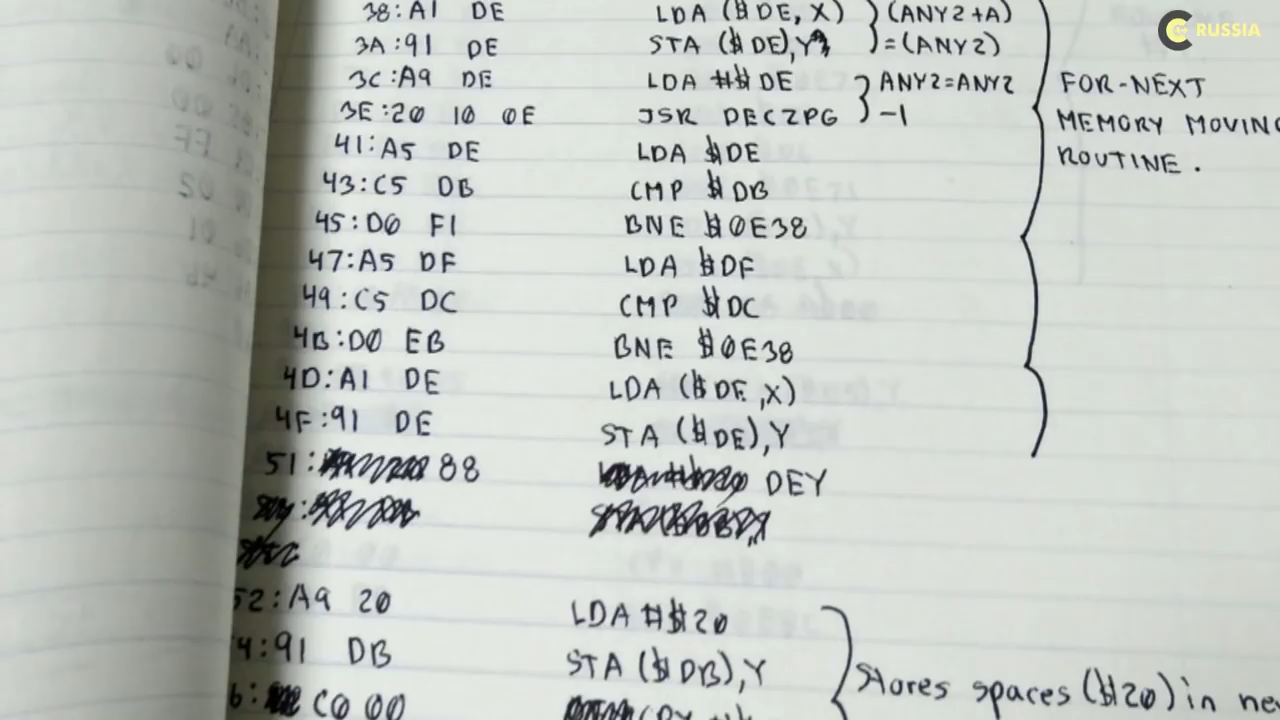 RUSSIA
38:A1 DE LDA ($DE,X) (ANYZ+A)
3A:91 DE STA ($DE),Y =(ANYZ)
3C:A9 DE LDA #$DE ANYZ=ANYZ
3E:20 10 0E JSR DECZPG -1
FOR-NEXT
MEMORY MOVING
ROUTINE.
41:A5 DE LDA $DE
43:C5 DB CMP $DB
45:D0 F1 BNE $0E38
47:A5 DF LDA $DF
49:C5 DC CMP $DC
4B:D0 EB BNE $0E38
4D:A1 DE LDA ($DE,X)
4F:91 DE STA ($DE),Y
51: 88 DEY
52:A9 20 LDA #$20
4:91 DB STA ($DB),Y
6: C0 00
Stores spaces ($20) in